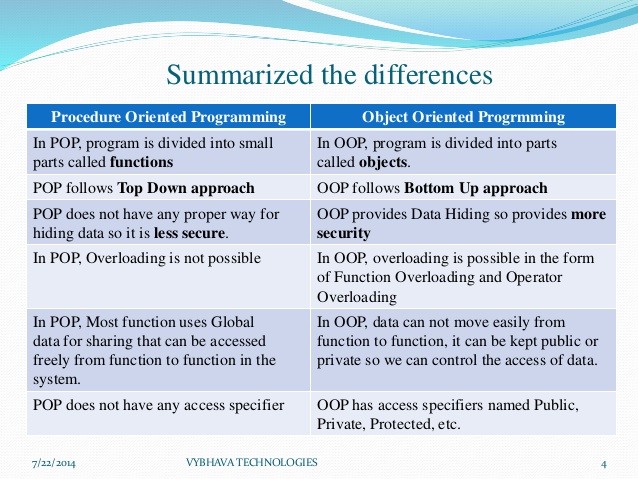 Summarized the differences
Procedure Oriented Programming
Object Oriented Progrmming
In POP, program is divided into small
parts called functions
In OOP, program is divided into parts
called objects.
POP follows Top Down approach
OOP follows Bottom Up approach
POP does not have any proper way for
hiding data so it is less secure.
OOP provides Data Hiding so provides more
security
In POP, Overloading is not possible
In OOP, overloading is possible in the form
of Function Overloading and Operator
Overloading
In POP, Most function uses Global
data for sharing that can be accessed
freely from function to function in the
system.
In OOP, data can not move easily from
function to function, it can be kept public or
private so we can control the access of data.
POP does not have any access specifier
OOP has access specifiers named Public,
Private, Protected, etc.
7/22/2014
VYBHAVA TECHNOLOGIES
4